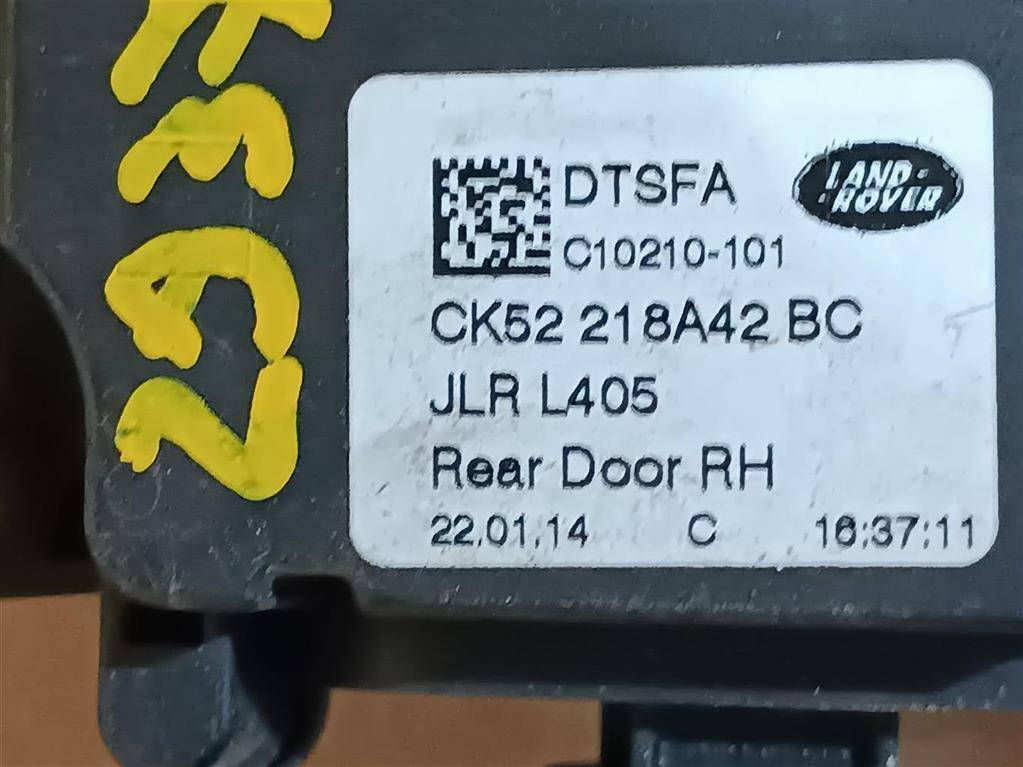 DTSFA
LAND-
-ROVER
C10210-101
CK52 218A42 BC
JLR L405
Rear Door RH
22.01.14 C 16:37:11